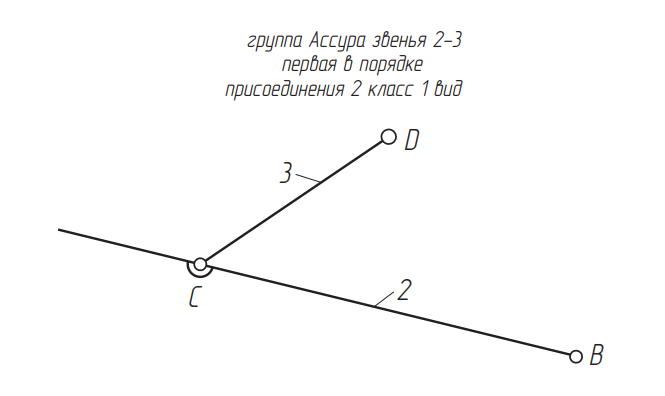 группа Ассура звенья 2-3
первая в порядке
присоединения 2 класс 1 вид
D
3
C
2
B